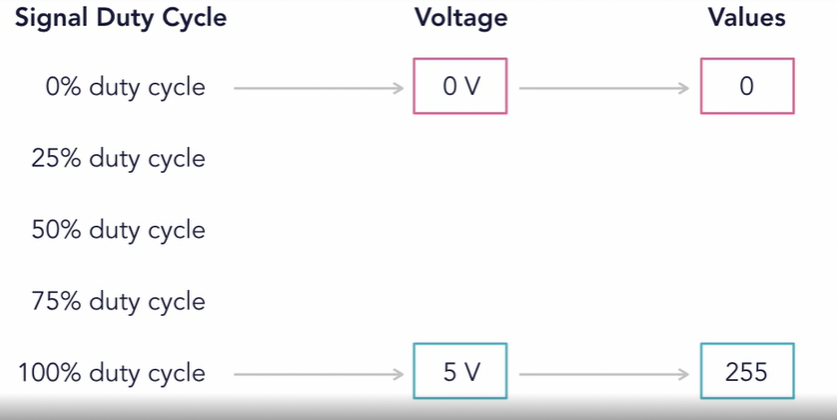 Signal Duty Cycle Voltage Values
0% duty cycle 0 V 0
25% duty cycle
50% duty cycle
75% duty cycle
100% duty cycle 5 V 255